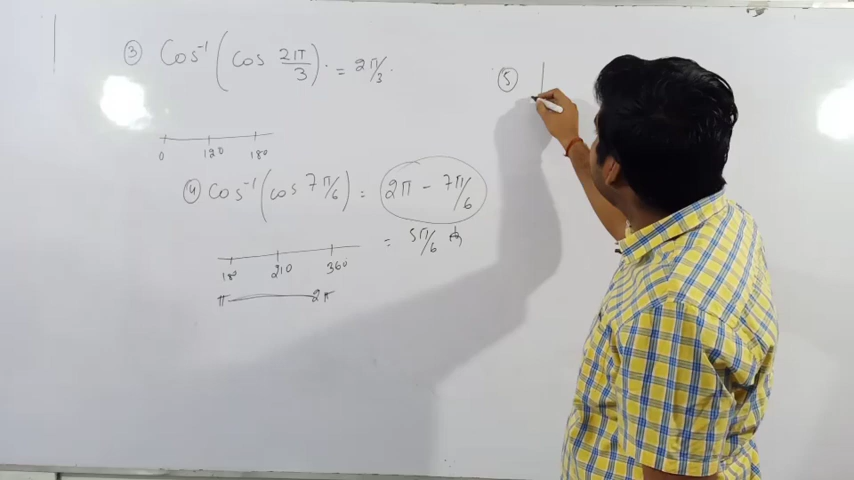 ③ Cos⁻¹ (cos 2π/3) = 2π/3.
0 120 180
④ Cos⁻¹ (cos 7π/6) = 2π - 7π/6
= 5π/6
180 210 360
π 2π
⑤